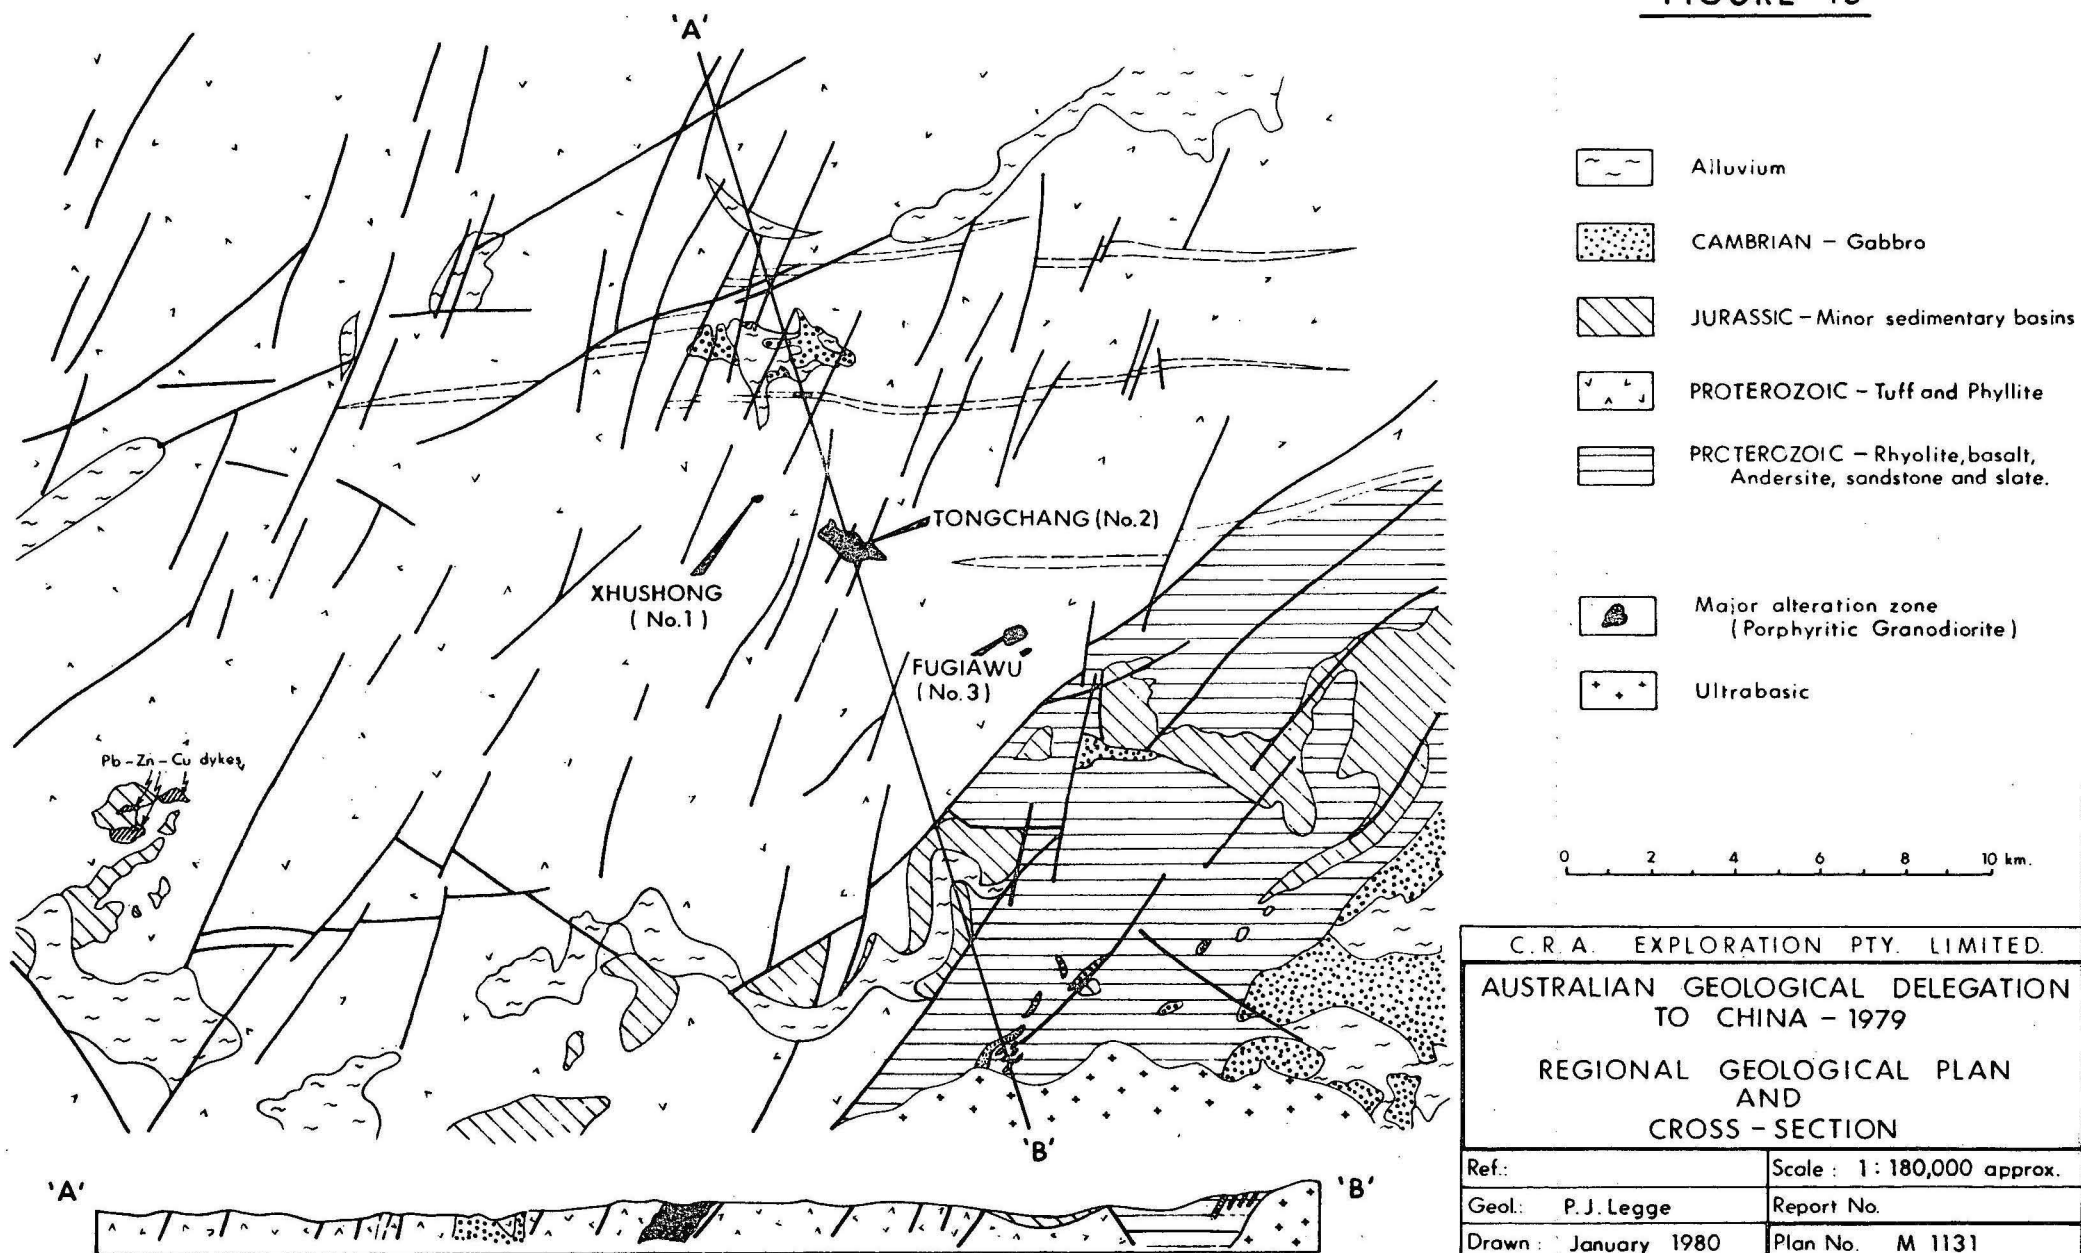 'A'
Alluvium
CAMBRIAN - Gabbro
JURASSIC - Minor sedimentary basins
PROTEROZOIC - Tuff and Phyllite
PROTEROZOIC - Rhyolite, basalt,
Andersite, sandstone and slate.
Major alteration zone
(Porphyritic Granodiorite)
Ultrabasic
TONGCHANG (No.2)
XHUSHONG
(No.1)
FUGIAWU
(No.3)
Pb-Zn-Cu dykes
0 2 4 6 8 10 km.
'B'
'A'
'B'
C.R.A. EXPLORATION PTY. LIMITED.
AUSTRALIAN GEOLOGICAL DELEGATION
TO CHINA - 1979
REGIONAL GEOLOGICAL PLAN
AND
CROSS-SECTION
Ref.:
Scale : 1:180,000 approx.
Geol.: P.J. Legge
Report No.
Drawn : January 1980
Plan No. M 1131